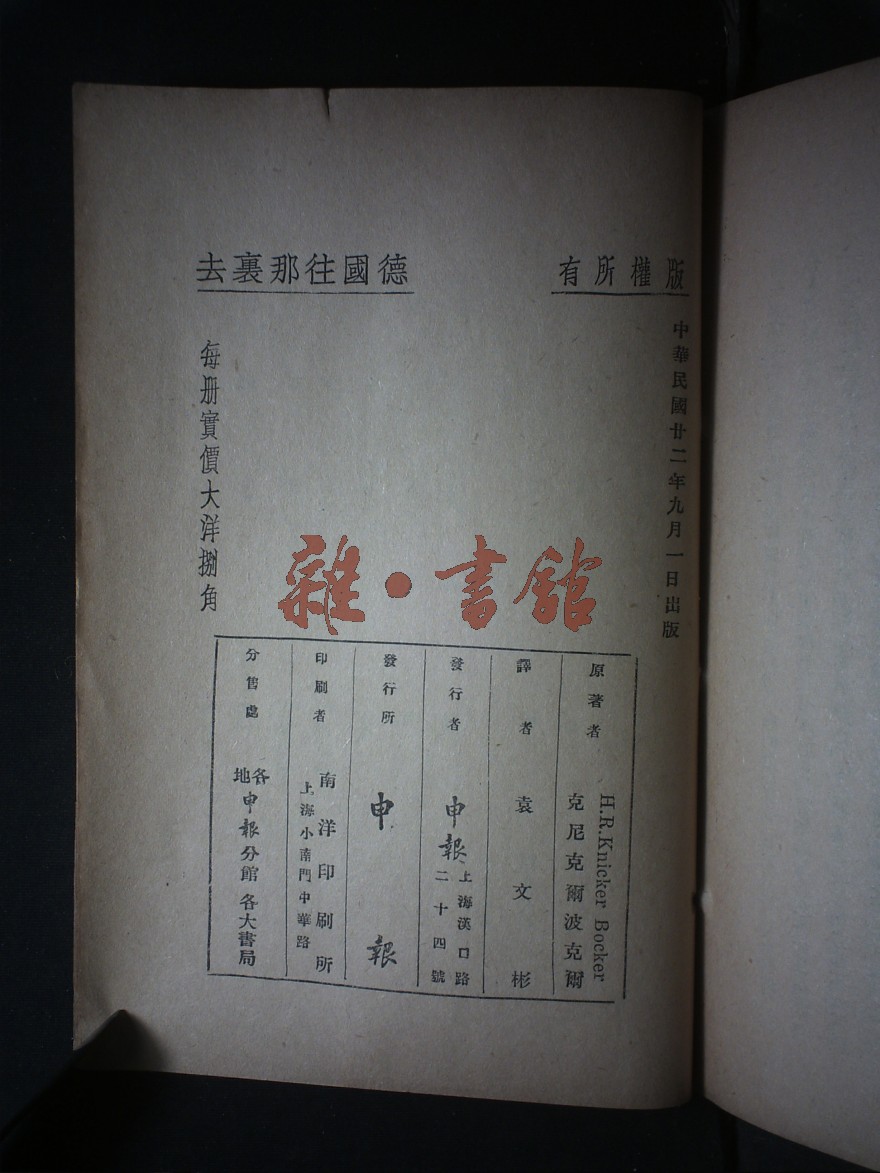 版權所有
中華民國廿二年九月一日出版
德國往那裏去
每册實價大洋捌角
雜·書館
原著者
H.R.Knicker Bocker
克尼克爾波克爾
譯者
袁文彬
發行者
申報
上海漢口路
二十四號
發行所
申報
印刷者
南洋印刷所
上海小南門中華路
分售處
各地申報分館各大書局